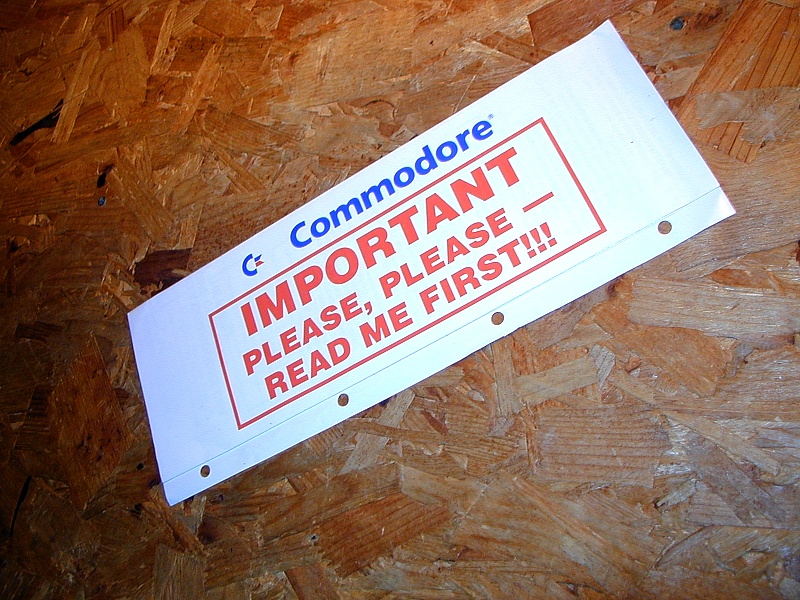 Commodore®
IMPORTANT
PLEASE, PLEASE —
READ ME FIRST!!!